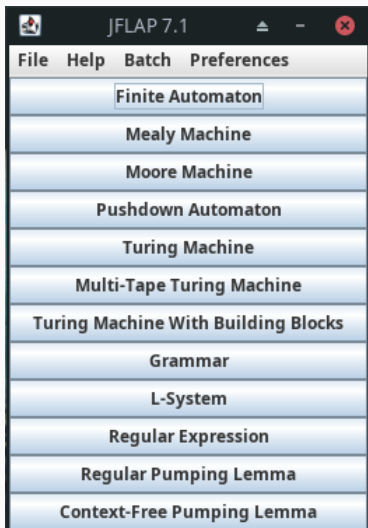 JFLAP 7.1
File Help Batch Preferences
Finite Automaton
Mealy Machine
Moore Machine
Pushdown Automaton
Turing Machine
Multi-Tape Turing Machine
Turing Machine With Building Blocks
Grammar
L-System
Regular Expression
Regular Pumping Lemma
Context-Free Pumping Lemma